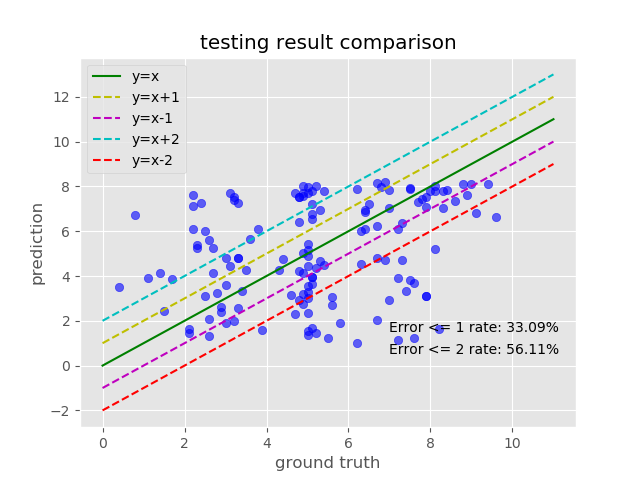 testing result comparison
y=x
y=x+1
y=x-1
y=x+2
y=x-2
12
10
8
6
4
2
0
−2
prediction
Error <= 1 rate: 33.09%
Error <= 2 rate: 56.11%
0 2 4 6 8 10
ground truth